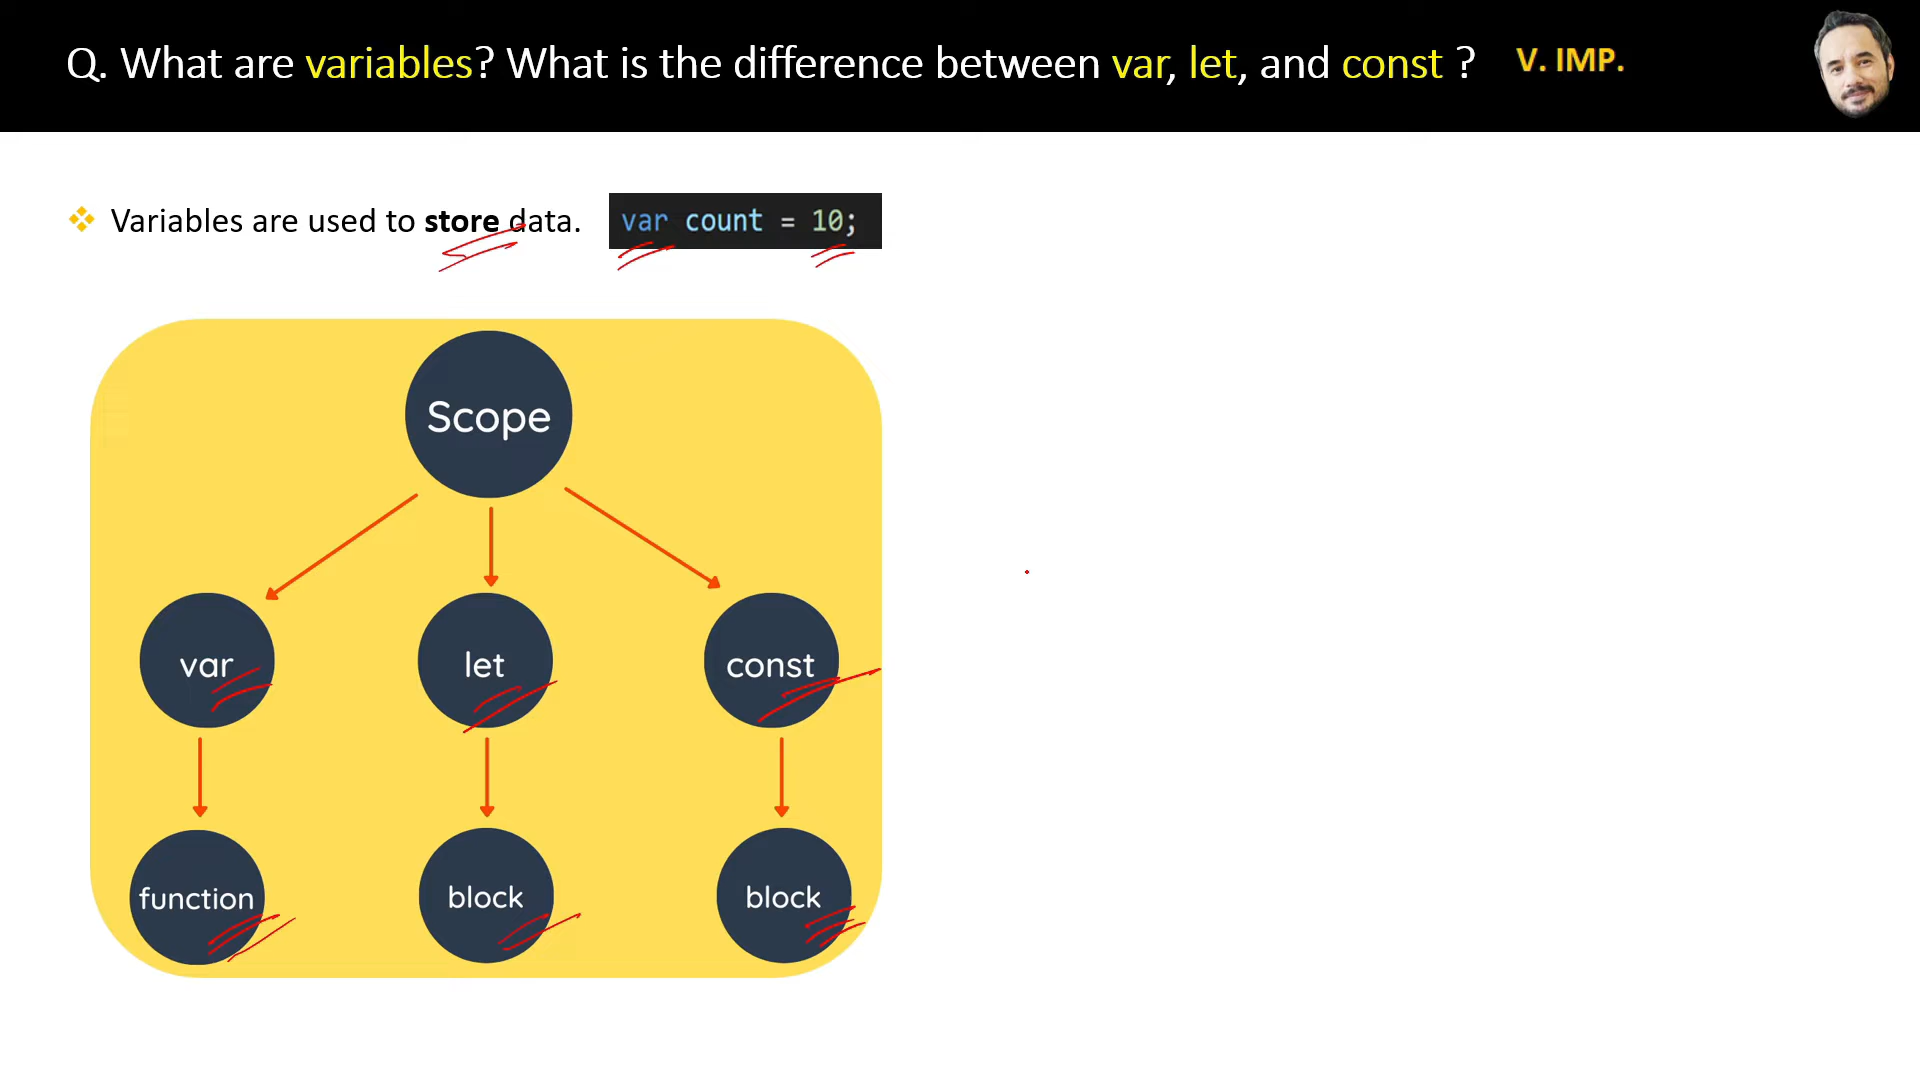 Q. What are variables? What is the difference between var, let, and const ?
V. IMP.
Variables are used to store data.
var count = 10;
Scope
var
let
const
function
block
block